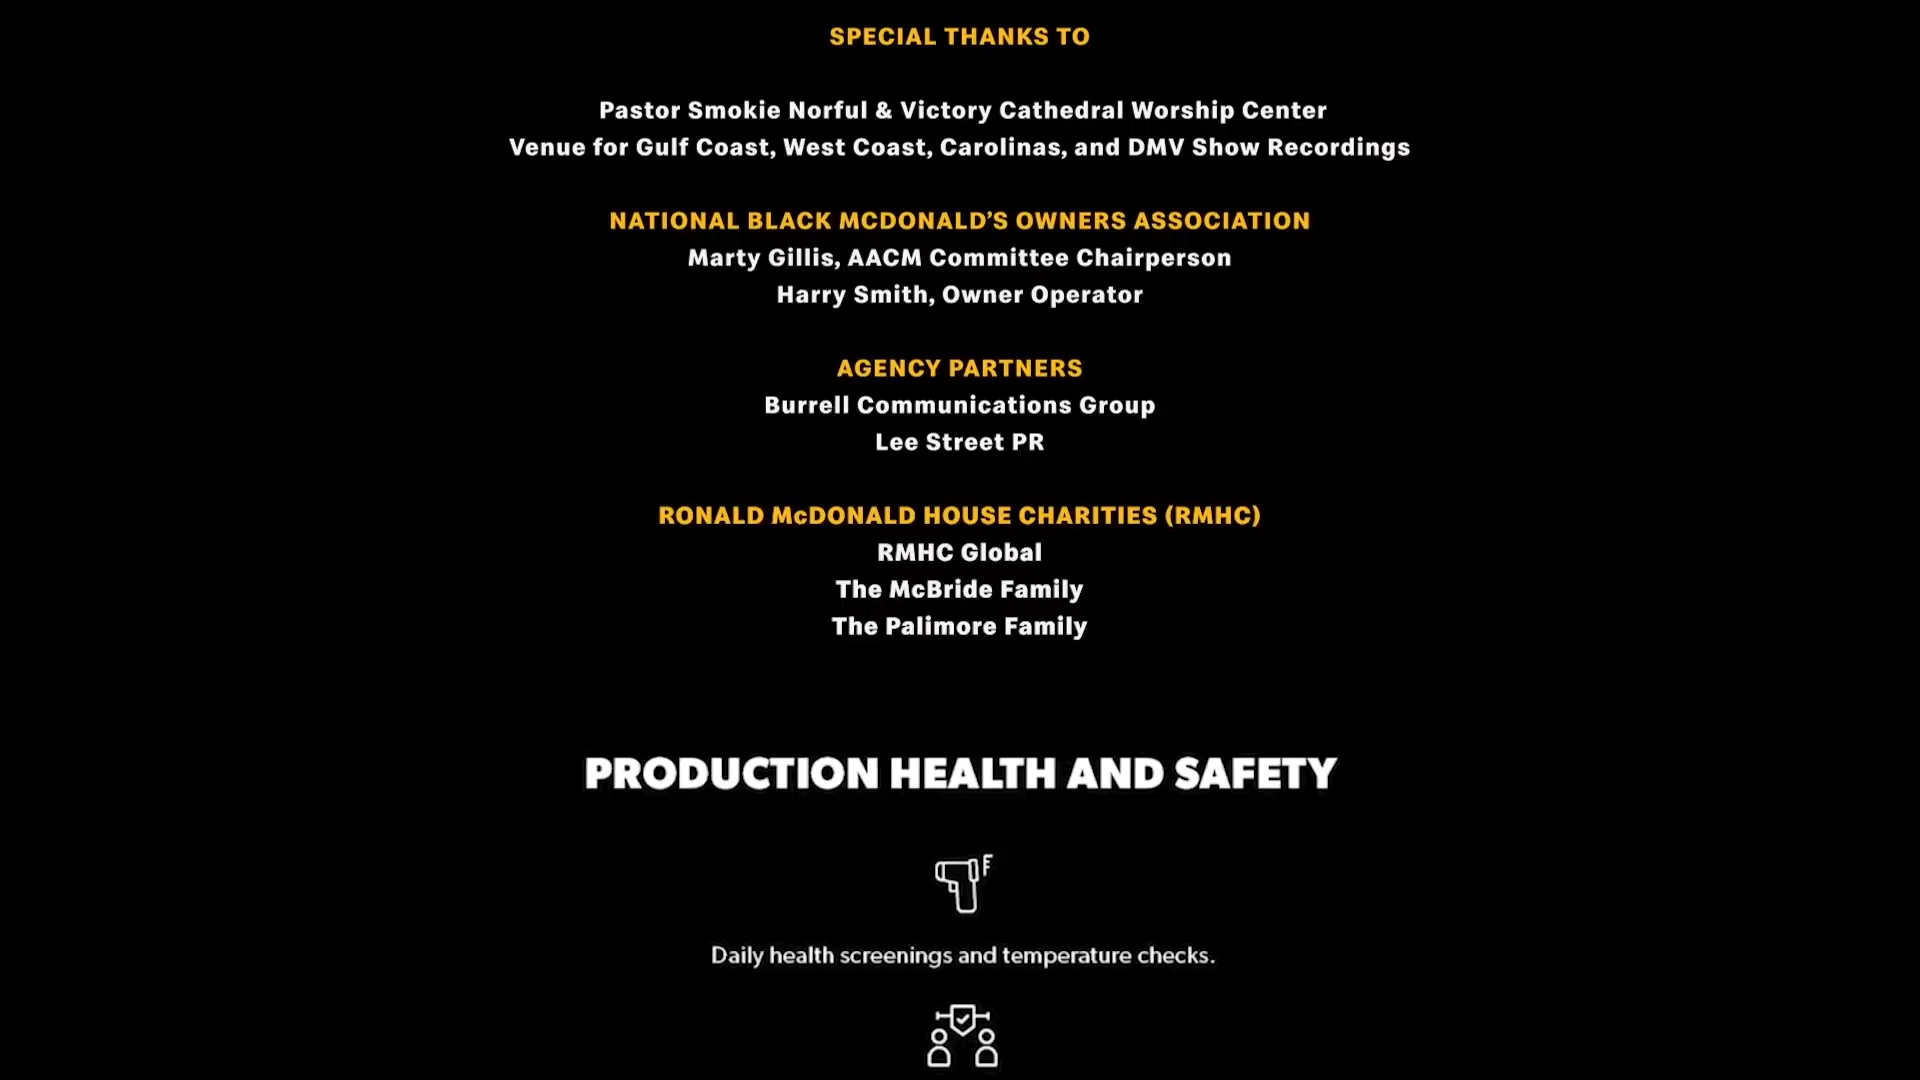 SPECIAL THANKS TO
Pastor Smokie Norful & Victory Cathedral Worship Center
Venue for Gulf Coast, West Coast, Carolinas, and DMV Show Recordings
NATIONAL BLACK MCDONALD’S OWNERS ASSOCIATION
Marty Gillis, AACM Committee Chairperson
Harry Smith, Owner Operator
AGENCY PARTNERS
Burrell Communications Group
Lee Street PR
RONALD McDONALD HOUSE CHARITIES (RMHC)
RMHC Global
The McBride Family
The Palimore Family
PRODUCTION HEALTH AND SAFETY
F
Daily health screenings and temperature checks.